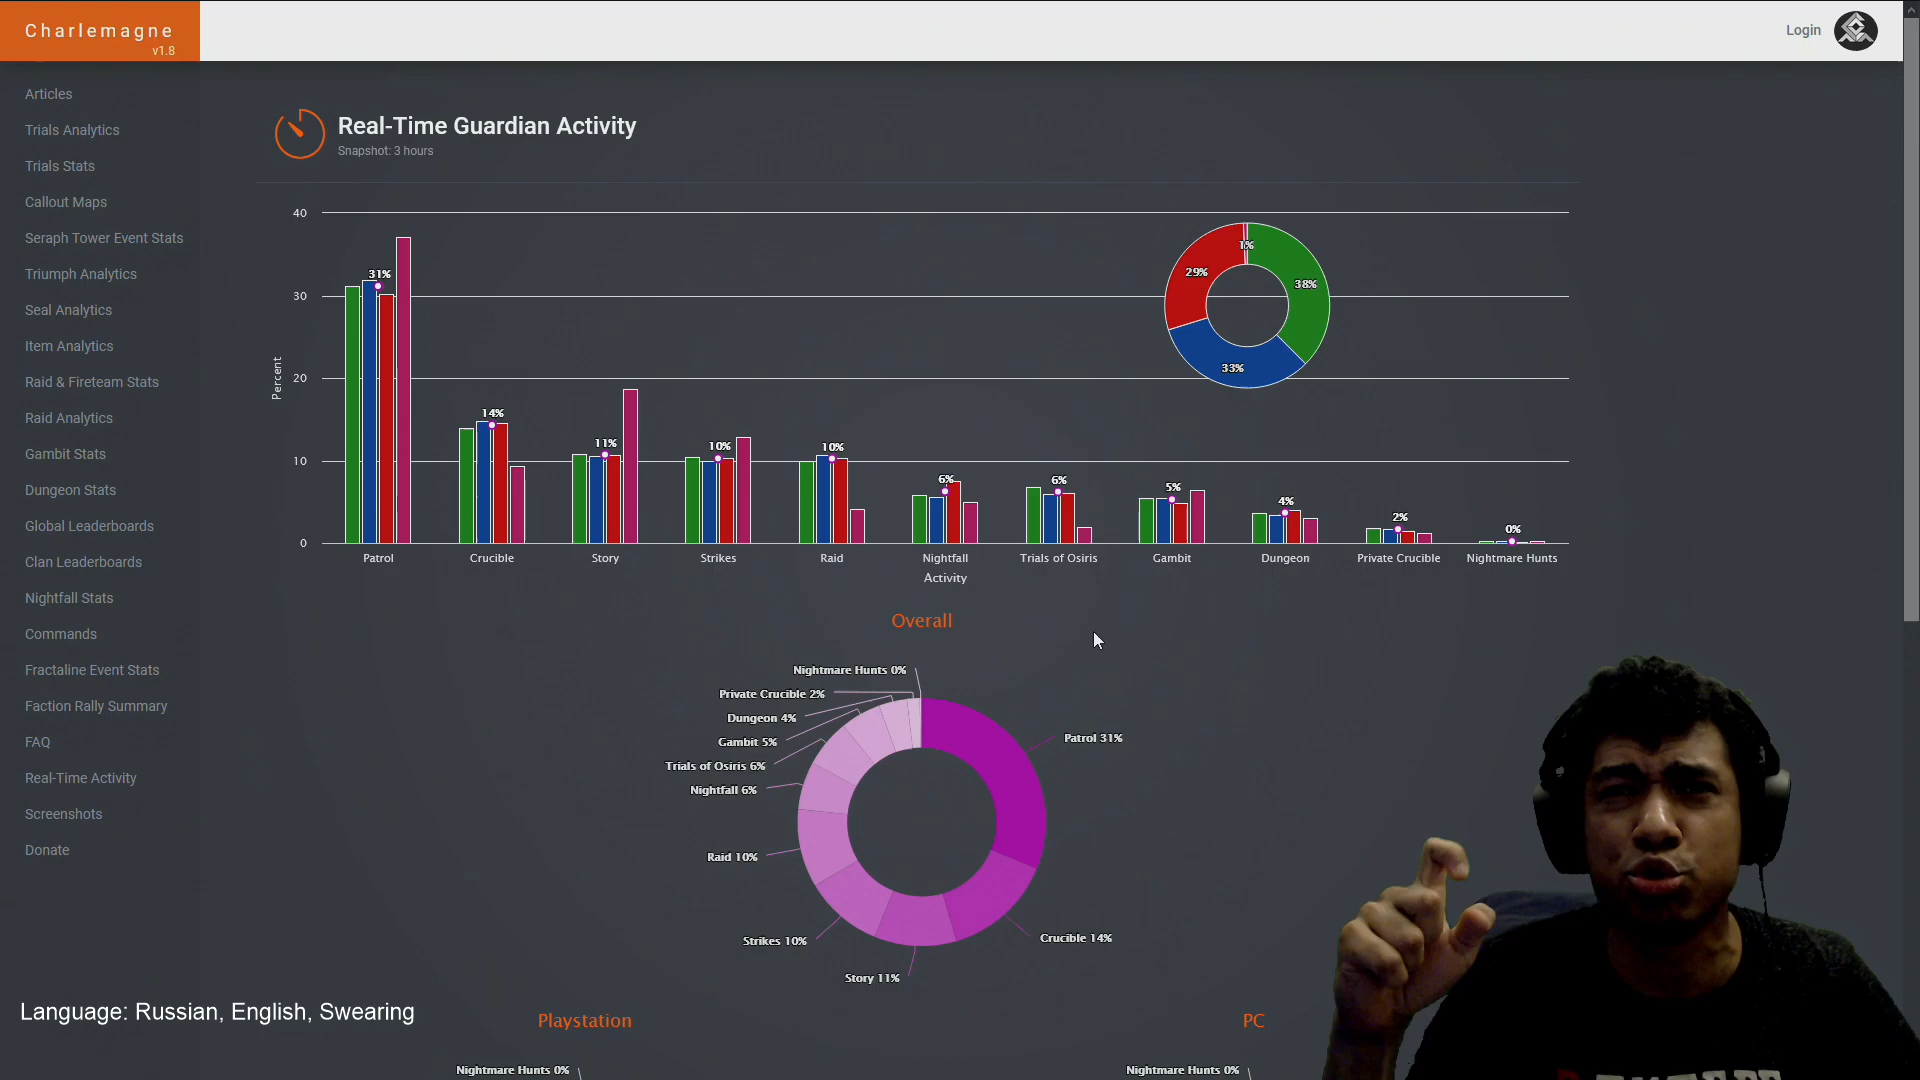 Charlemagne
v1.8
Login
Articles
Trials Analytics
Trials Stats
Callout Maps
Seraph Tower Event Stats
Triumph Analytics
Seal Analytics
Item Analytics
Raid & Fireteam Stats
Raid Analytics
Gambit Stats
Dungeon Stats
Global Leaderboards
Clan Leaderboards
Nightfall Stats
Commands
Fractaline Event Stats
Faction Rally Summary
FAQ
Real-Time Activity
Screenshots
Donate
Real-Time Guardian Activity
Snapshot: 3 hours
40
30
20
10
0
Percent
31%
14%
11%
10%
10%
6%
6%
5%
4%
2%
0%
Patrol
Crucible
Story
Strikes
Raid
Nightfall
Trials of Osiris
Gambit
Dungeon
Private Crucible
Nightmare Hunts
Activity
1%
29%
38%
33%
Overall
Nightmare Hunts 0%
Private Crucible 2%
Dungeon 4%
Gambit 5%
Trials of Osiris 6%
Nightfall 6%
Raid 10%
Strikes 10%
Story 11%
Patrol 31%
Crucible 14%
Language: Russian, English, Swearing
Playstation
PC
Nightmare Hunts 0%
Nightmare Hunts 0%